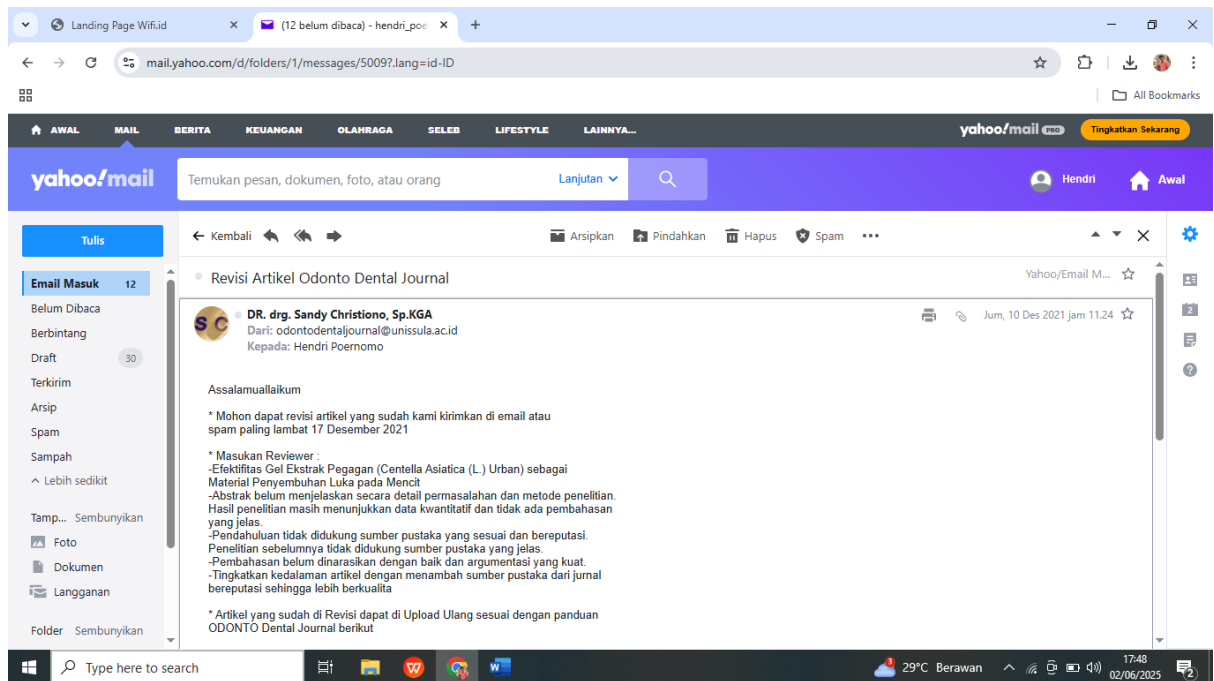 Landing Page Wifi.id
(12 belum dibaca) - hendri_poe
mail.yahoo.com/d/folders/1/messages/5009?.lang=id-ID
All Bookmarks
AWAL MAIL BERITA KEUANGAN OLAHRAGA SELEB LIFESTYLE LAINNYA...
yahoo!mail PRO Tingkatkan Sekarang
yahoo!mail
Temukan pesan, dokumen, foto, atau orang
Lanjutan
Hendri
Awal
Tulis
Kembali
Arsipkan Pindahkan Hapus Spam
Email Masuk 12
Belum Dibaca
Berbintang
Draft 30
Terkirim
Arsip
Spam
Sampah
Lebih sedikit
Tamp... Sembunyikan
Foto
Dokumen
Langganan
Folder Sembunyikan
Revisi Artikel Odonto Dental Journal
Yahoo/Email M...
S C
DR. drg. Sandy Christiono, Sp.KGA
Dari: odontodentaljournal@unissula.ac.id
Kepada: Hendri Poernomo
Jum, 10 Des 2021 jam 11.24
Assalamuallaikum
* Mohon dapat revisi artikel yang sudah kami kirimkan di email atau
spam paling lambat 17 Desember 2021
* Masukan Reviewer :
-Efektifitas Gel Ekstrak Pegagan (Centella Asiatica (L.) Urban) sebagai
Material Penyembuhan Luka pada Mencit
-Abstrak belum menjelaskan secara detail permasalahan dan metode penelitian.
Hasil penelitian masih menunjukkan data kwantitatif dan tidak ada pembahasan
yang jelas.
-Pendahuluan tidak didukung sumber pustaka yang sesuai dan bereputasi.
Penelitian sebelumnya tidak didukung sumber pustaka yang jelas.
-Pembahasan belum dinarasikan dengan baik dan argumentasi yang kuat.
-Tingkatkan kedalaman artikel dengan menambah sumber pustaka dari jurnal
bereputasi sehingga lebih berkualita
* Artikel yang sudah di Revisi dapat di Upload Ulang sesuai dengan panduan
ODONTO Dental Journal berikut
2
Type here to search
3
29°C Berawan
17:48
02/06/2025
2